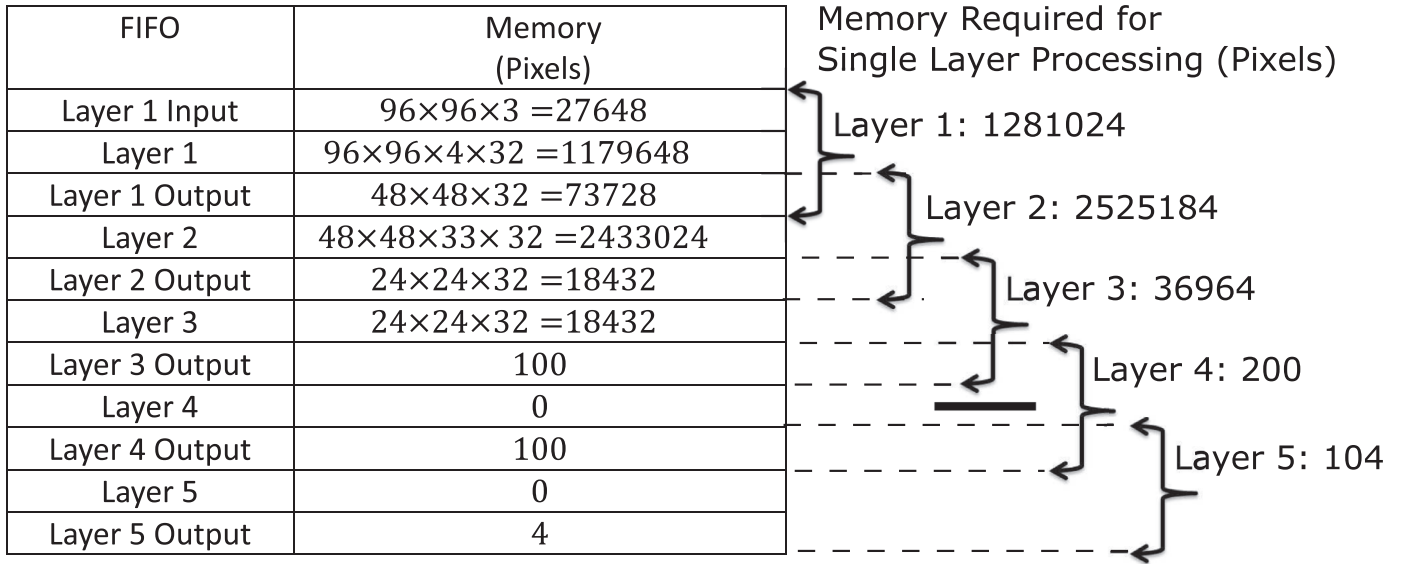 FIFO
Memory
(Pixels)
Layer 1 Input
96×96×3 =27648
Layer 1
96×96×4×32 =1179648
Layer 1 Output
48×48×32 =73728
Layer 2
48×48×33× 32 =2433024
Layer 2 Output
24×24×32 =18432
Layer 3
24×24×32 =18432
Layer 3 Output
100
Layer 4
0
Layer 4 Output
100
Layer 5
0
Layer 5 Output
4
Memory Required for
Single Layer Processing (Pixels)
Layer 1: 1281024
Layer 2: 2525184
Layer 3: 36964
Layer 4: 200
Layer 5: 104